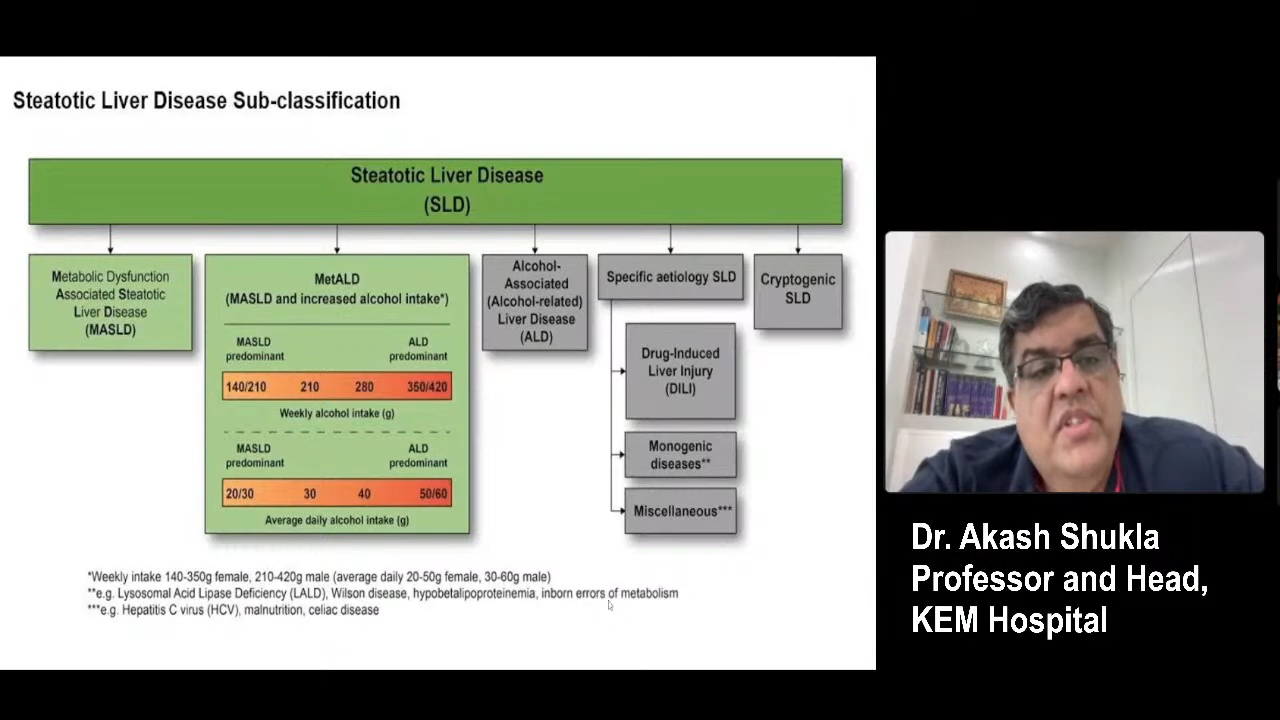 Steatotic Liver Disease Sub-classification
Steatotic Liver Disease
(SLD)
Metabolic Dysfunction
Associated Steatotic
Liver Disease
(MASLD)
MetALD
(MASLD and increased alcohol intake*)
MASLD
predominant
ALD
predominant
140/210 210 280 350/420
Weekly alcohol intake (g)
MASLD
predominant
ALD
predominant
20/30 30 40 50/60
Average daily alcohol intake (g)
Alcohol-
Associated
(Alcohol-related)
Liver Disease
(ALD)
Specific aetiology SLD
Drug-Induced
Liver Injury
(DILI)
Monogenic
diseases**
Miscellaneous***
Cryptogenic
SLD
*Weekly intake 140-350g female, 210-420g male (average daily 20-50g female, 30-60g male)
**e.g. Lysosomal Acid Lipase Deficiency (LALD), Wilson disease, hypobetalipoproteinemia, inborn errors of metabolism
***e.g. Hepatitis C virus (HCV), malnutrition, celiac disease
Dr. Akash Shukla
Professor and Head,
KEM Hospital